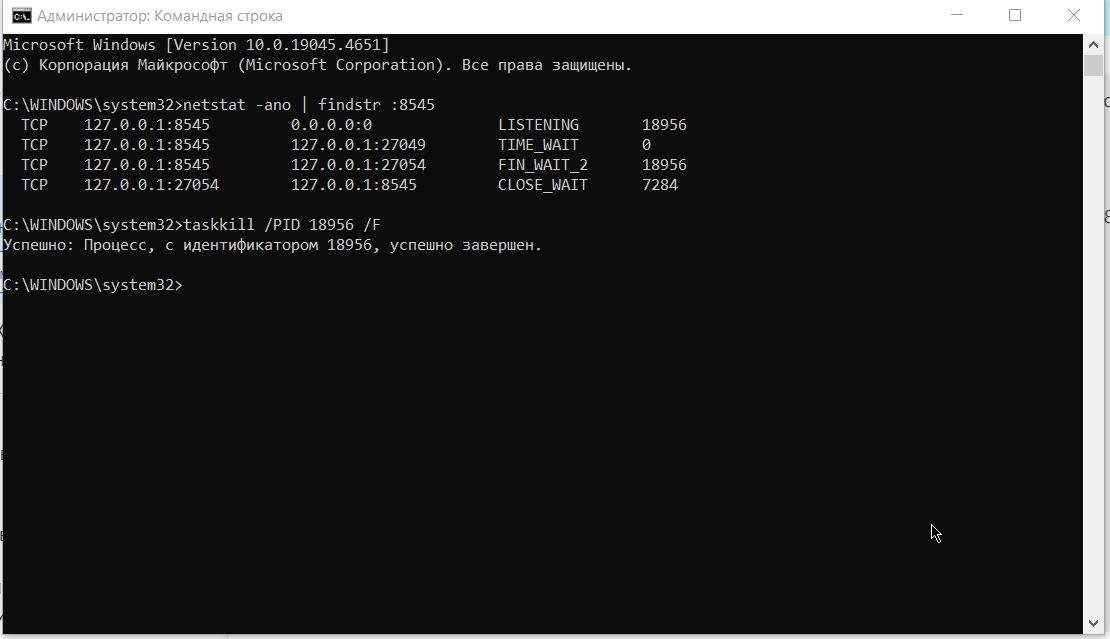 Администратор: Командная строка
Microsoft Windows [Version 10.0.19045.4651]
(c) Корпорация Майкрософт (Microsoft Corporation). Все права защищены.
C:\WINDOWS\system32>netstat -ano | findstr :8545
TCP    127.0.0.1:8545         0.0.0.0:0              LISTENING       18956
TCP    127.0.0.1:8545         127.0.0.1:27049        TIME_WAIT       0
TCP    127.0.0.1:8545         127.0.0.1:27054        FIN_WAIT_2      18956
TCP    127.0.0.1:27054        127.0.0.1:8545         CLOSE_WAIT      7284
C:\WINDOWS\system32>taskkill /PID 18956 /F
Успешно: Процесс, с идентификатором 18956, успешно завершен.
C:\WINDOWS\system32>